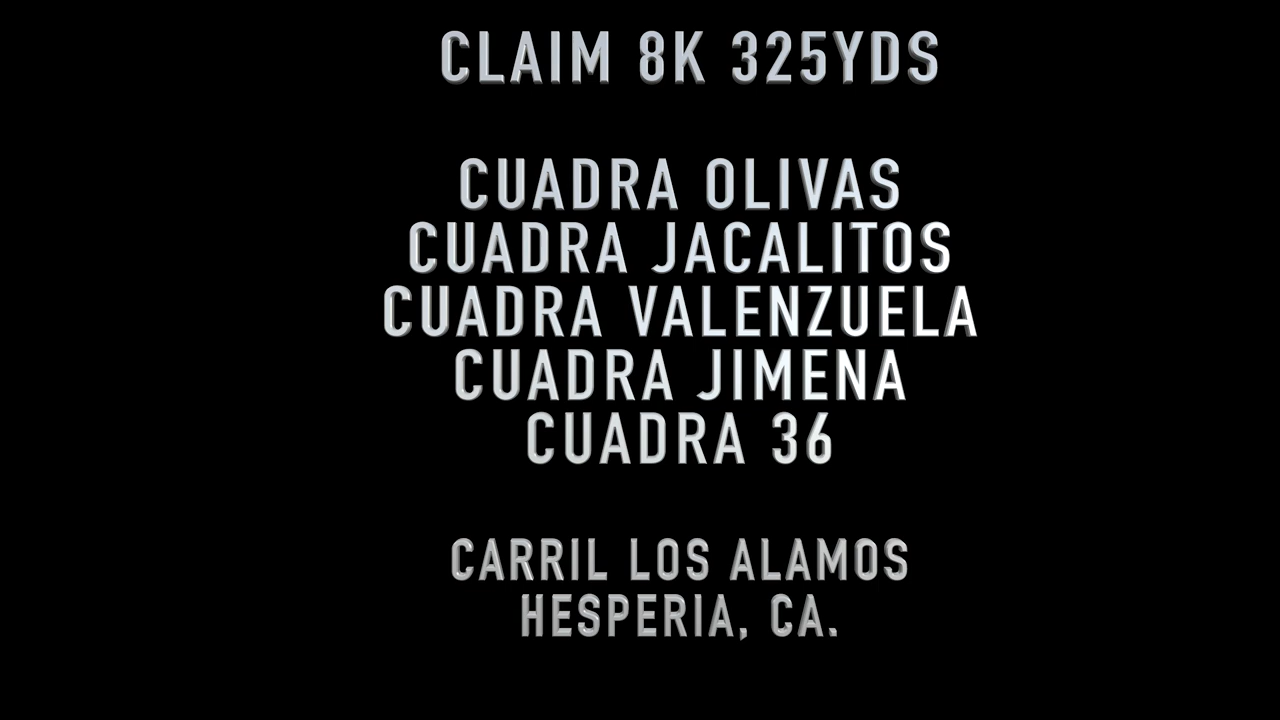 CLAIM 8K 325YDS
CUADRA OLIVAS
CUADRA JACALITOS
CUADRA VALENZUELA
CUADRA JIMENA
CUADRA 36
CARRIL LOS ALAMOS
HESPERIA, CA.